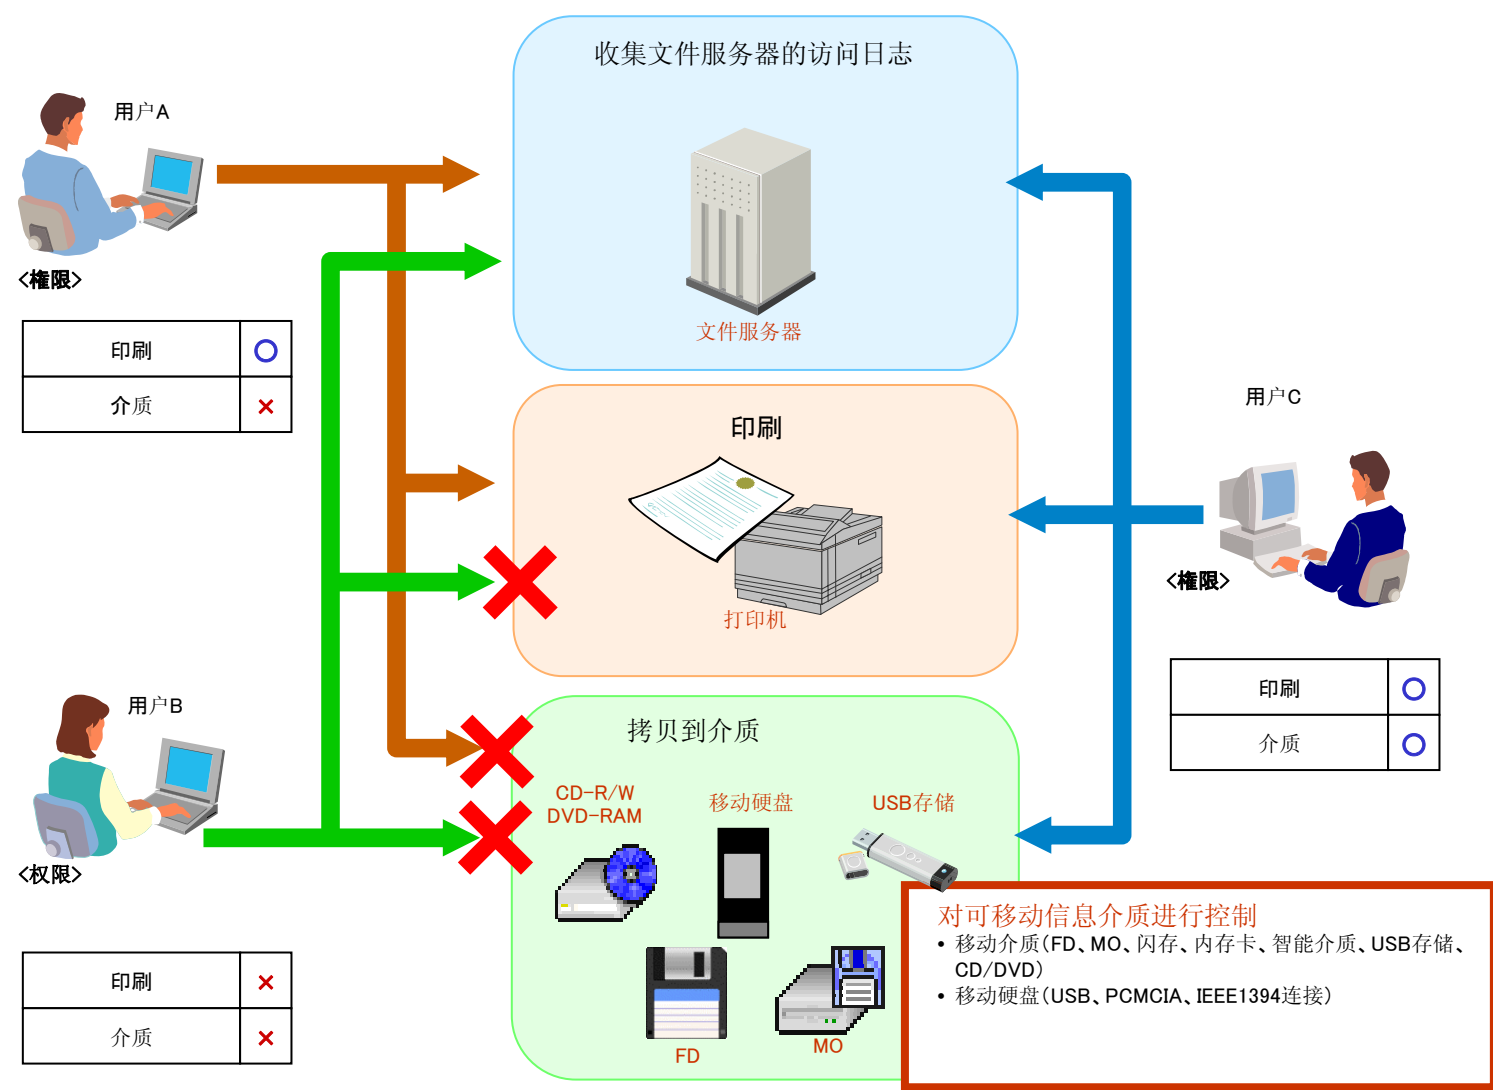 收集文件服务器的访问日志
用户A
<権限>
印刷 ○
介质 ×
文件服务器
印刷
打印机
用户C
<権限>
印刷 ○
介质 ○
用户B
<权限>
印刷 ×
介质 ×
拷贝到介质
CD-R/W
DVD-RAM
移动硬盘
USB存储
FD
MO
对可移动信息介质进行控制
• 移动介质(FD、MO、闪存、内存卡、智能介质、USB存储、
CD/DVD)
• 移动硬盘(USB、PCMCIA、IEEE1394连接)